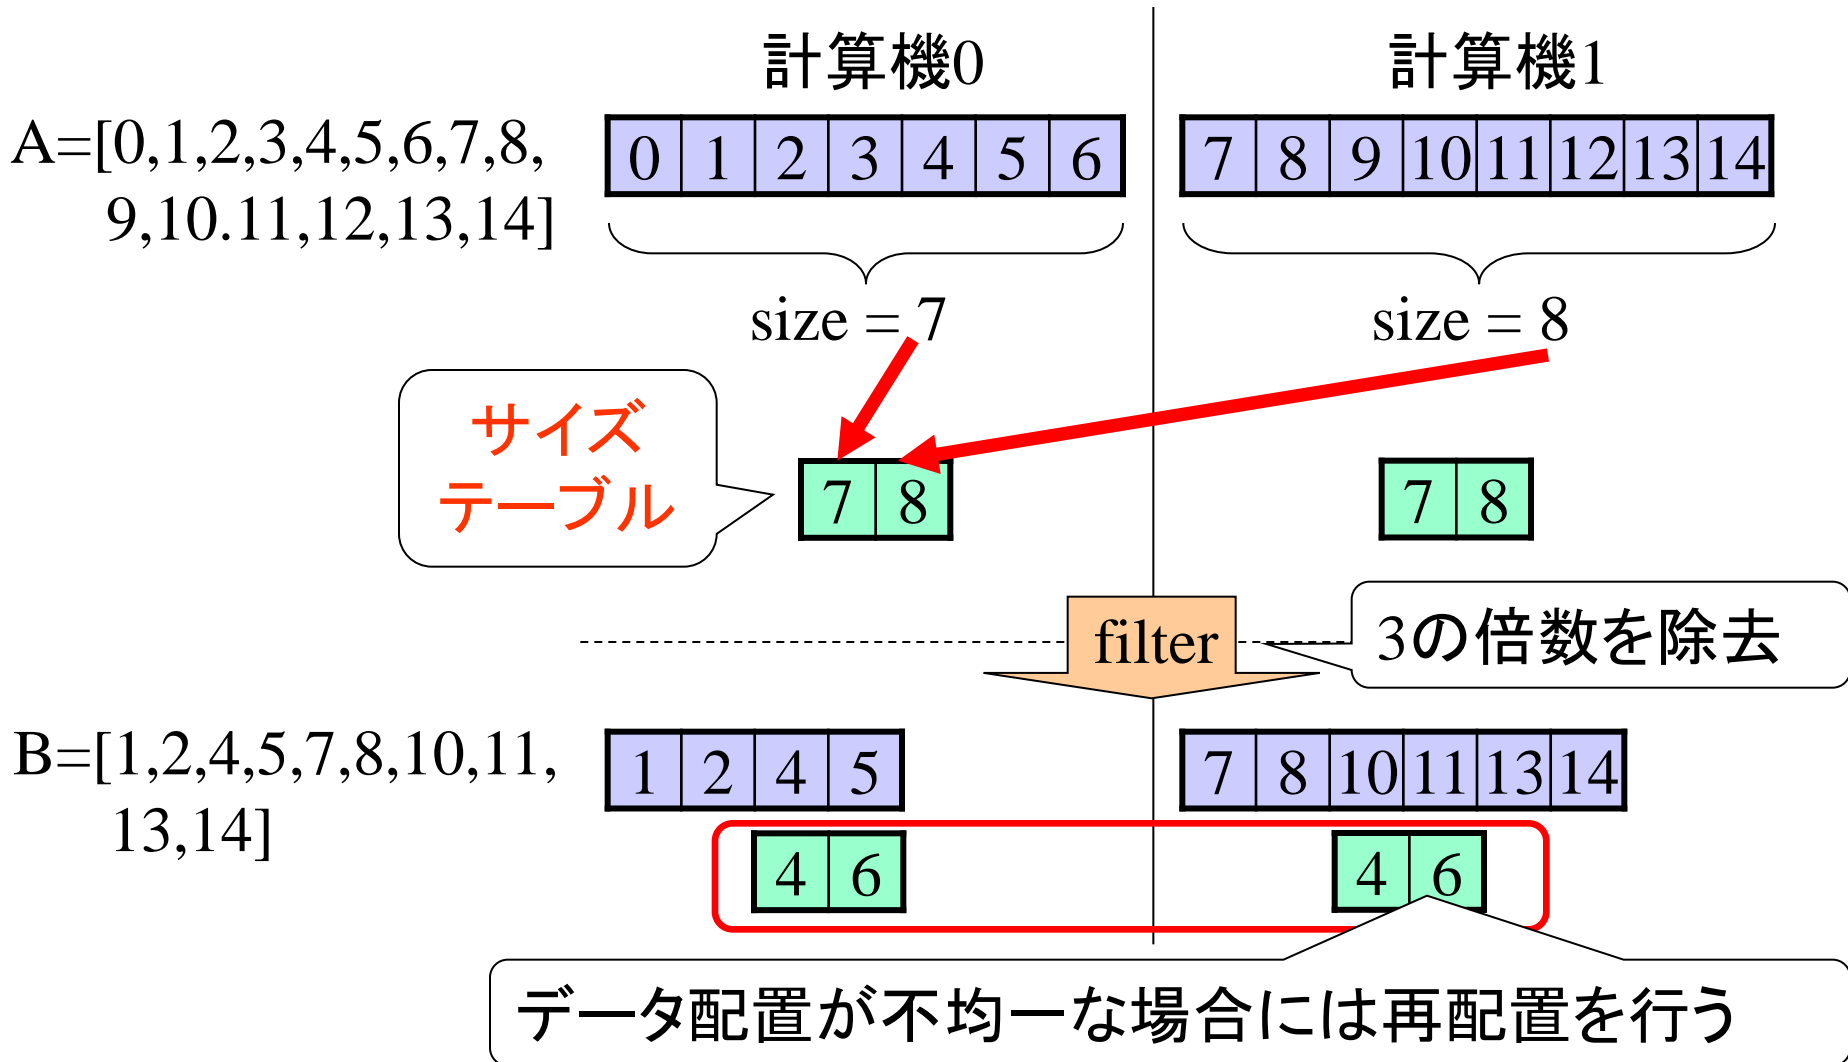 計算機0
計算機1
A=[0,1,2,3,4,5,6,7,8,
9,10.11,12,13,14]
0 1 2 3 4 5 6
7 8 9 10 11 12 13 14
size = 7
size = 8
サイズ
テーブル
7 8
7 8
filter
3の倍数を除去
B=[1,2,4,5,7,8,10,11,
13,14]
1 2 4 5
7 8 10 11 13 14
4 6
4 6
データ配置が不均一な場合には再配置を行う